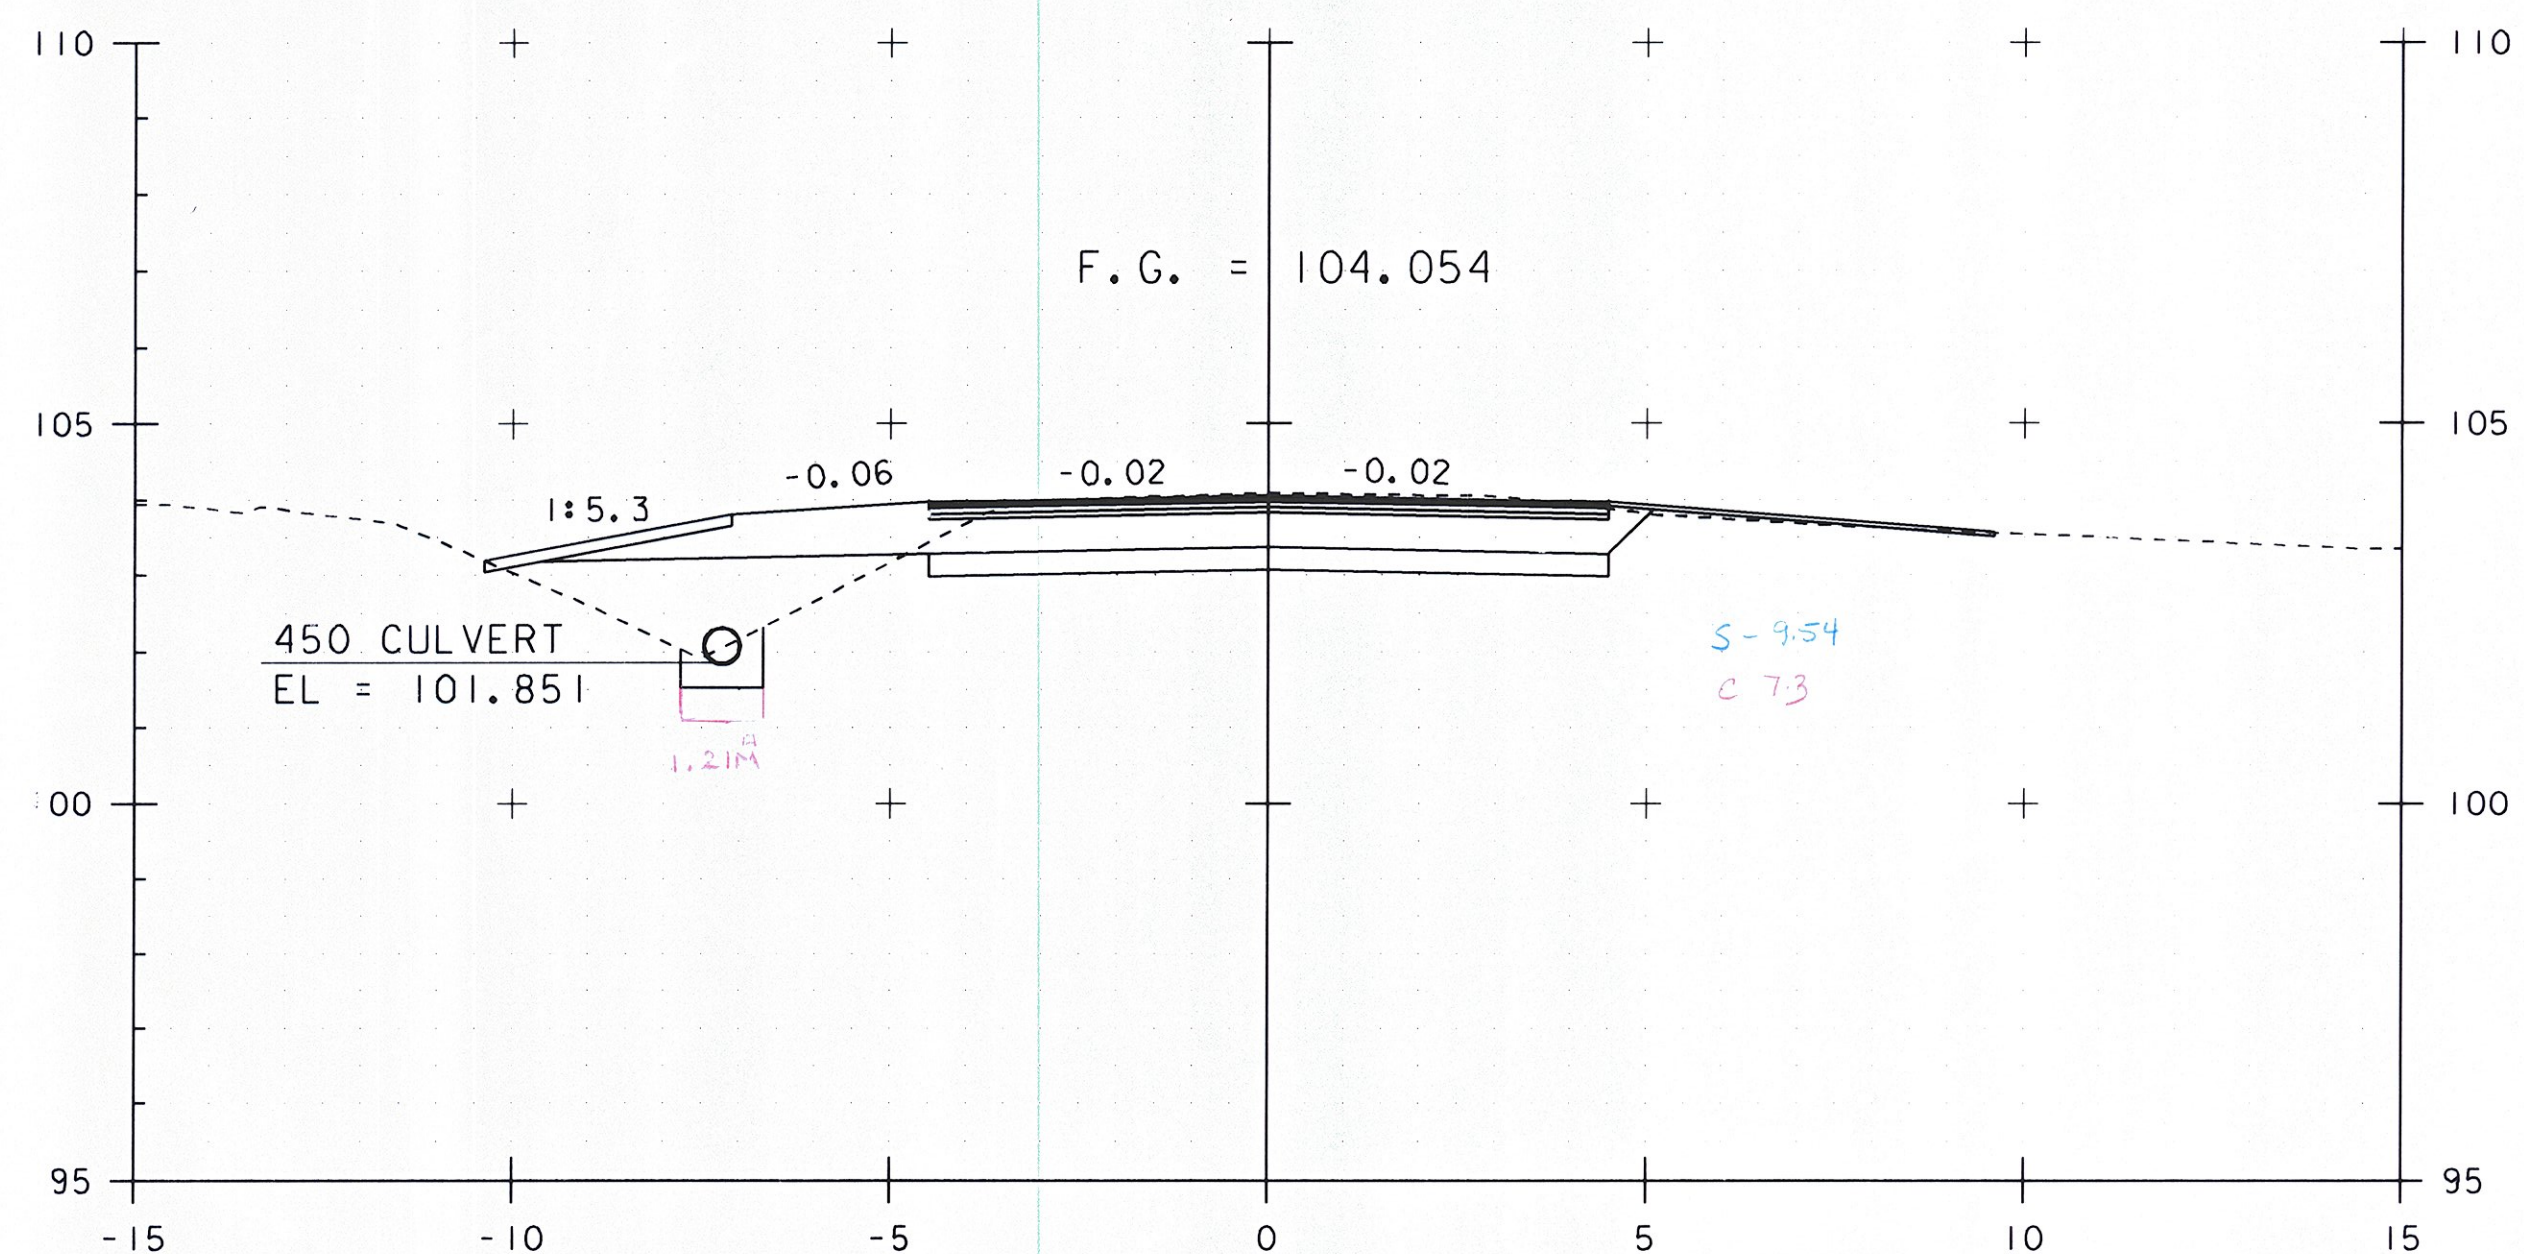 110 110
F.G. = 104.054
105 105
-0.06 -0.02 -0.02
1:5.3
450 CULVERT
EL = 101.851
S - 9.54
C 7.3
1.21M
00 100
95 95
-15 -10 -5 0 5 10 15